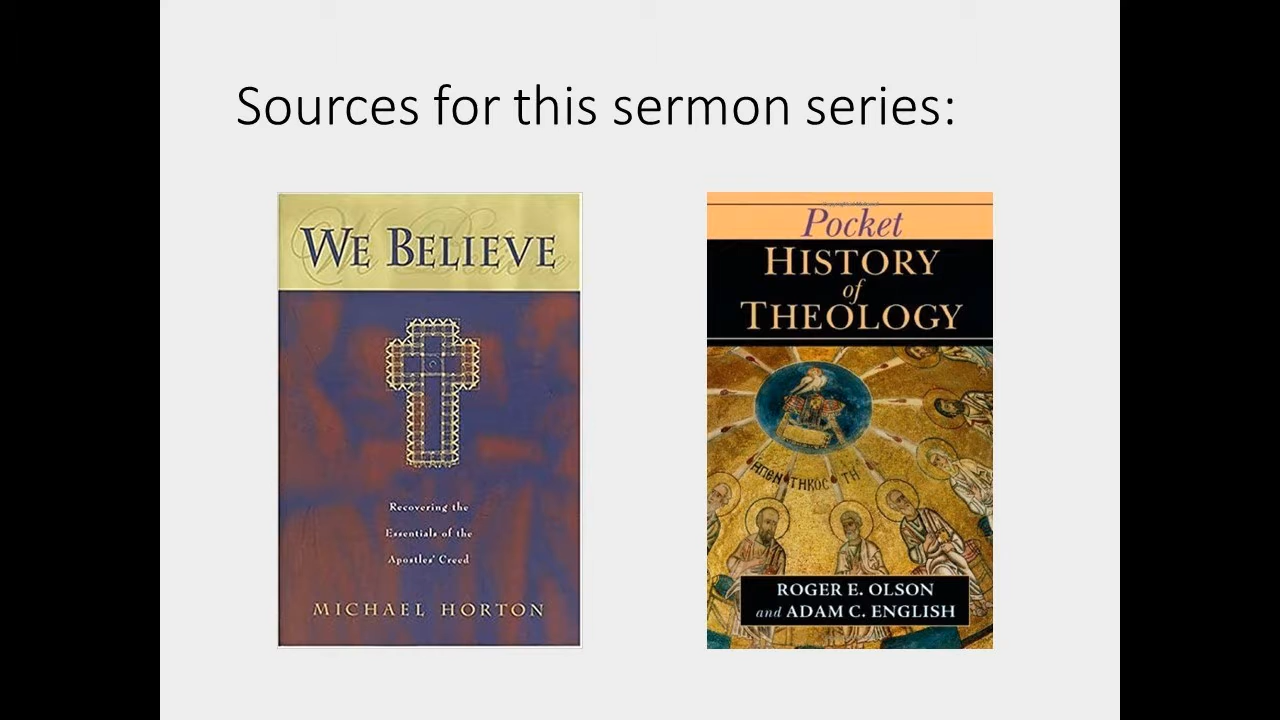 Sources for this sermon series:
WE BELIEVE
Recovering the
Essentials of the
Apostles' Creed
MICHAEL HORTON
Pocket
HISTORY
of
THEOLOGY
ROGER E. OLSON
and ADAM C. ENGLISH